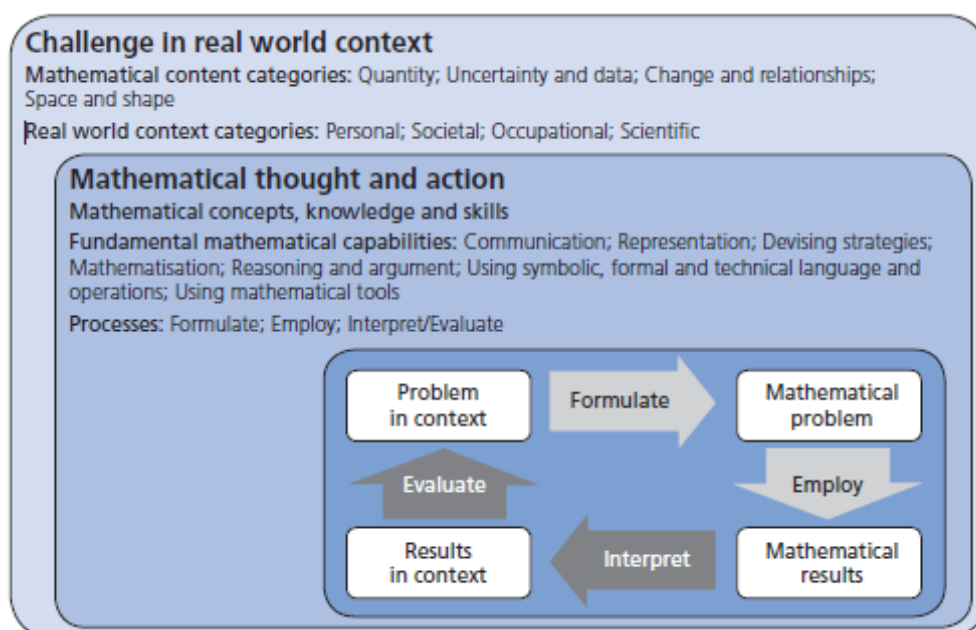 Challenge in real world context
Mathematical content categories: Quantity; Uncertainty and data; Change and relationships;
Space and shape
Real world context categories: Personal; Societal; Occupational; Scientific
Mathematical thought and action
Mathematical concepts, knowledge and skills
Fundamental mathematical capabilities: Communication; Representation; Devising strategies;
Mathematisation; Reasoning and argument; Using symbolic, formal and technical language and
operations; Using mathematical tools
Processes: Formulate; Employ; Interpret/Evaluate
Problem
in context
Formulate
Mathematical
problem
Evaluate
Employ
Results
in context
Interpret
Mathematical
results